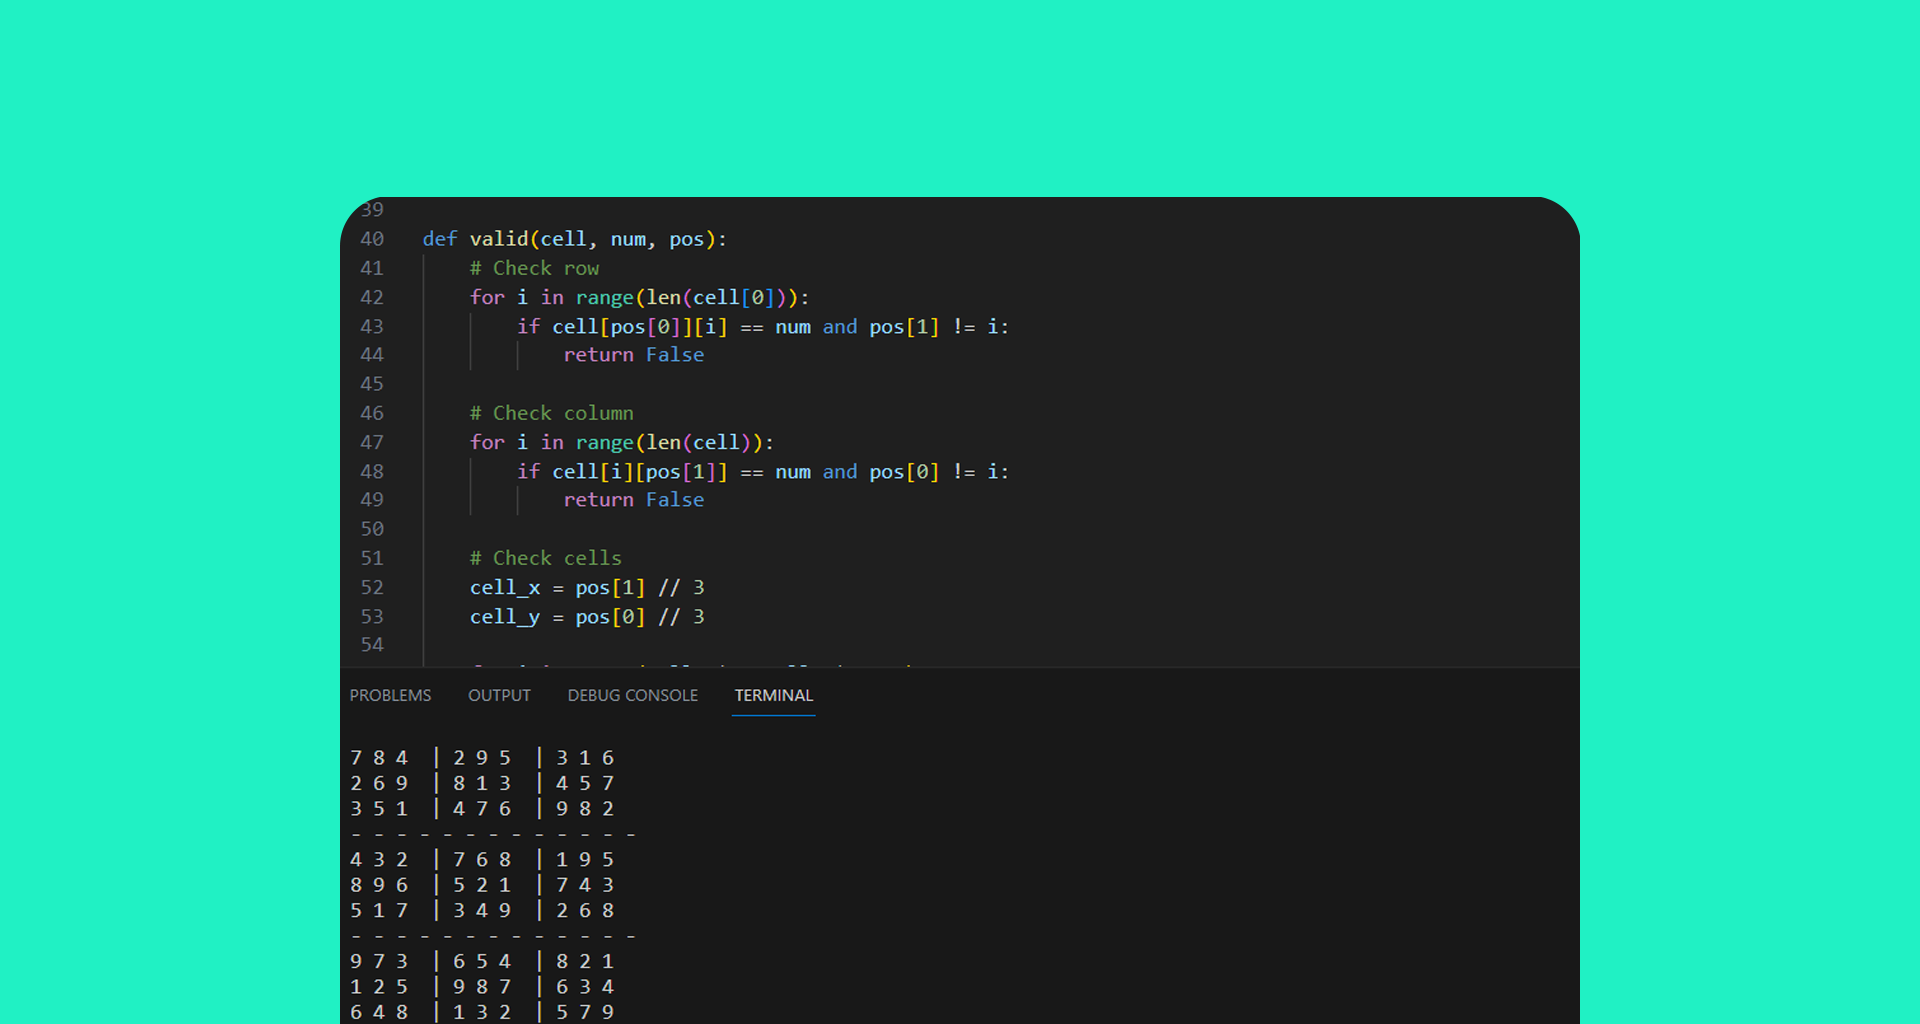 39
40 def valid(cell, num, pos):
41 # Check row
42 for i in range(len(cell[0])):
43 if cell[pos[0]][i] == num and pos[1] != i:
44 return False
45
46 # Check column
47 for i in range(len(cell)):
48 if cell[i][pos[1]] == num and pos[0] != i:
49 return False
50
51 # Check cells
52 cell_x = pos[1] // 3
53 cell_y = pos[0] // 3
54
PROBLEMS OUTPUT DEBUG CONSOLE TERMINAL
7 8 4 | 2 9 5 | 3 1 6
2 6 9 | 8 1 3 | 4 5 7
3 5 1 | 4 7 6 | 9 8 2
- - - - - - - - - - - - -
4 3 2 | 7 6 8 | 1 9 5
8 9 6 | 5 2 1 | 7 4 3
5 1 7 | 3 4 9 | 2 6 8
- - - - - - - - - - - - -
9 7 3 | 6 5 4 | 8 2 1
1 2 5 | 9 8 7 | 6 3 4
6 4 8 | 1 3 2 | 5 7 9